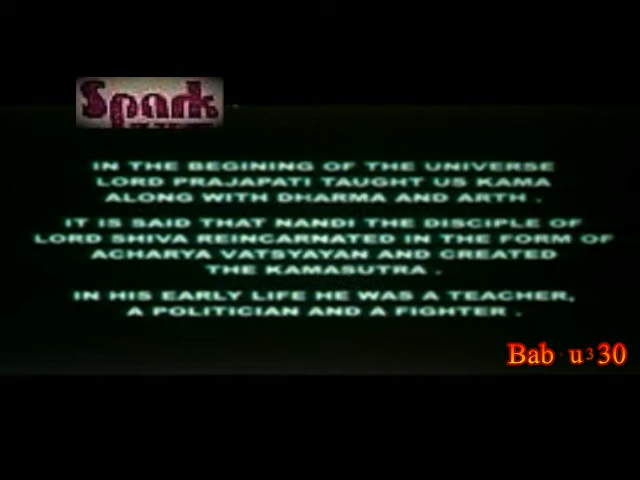 Spark
IN THE BEGINING OF THE UNIVERSE
LORD PRAJAPATI TAUGHT US KAMA
ALONG WITH DHARMA AND ARTH .
IT IS SAID THAT NANDI THE DISCIPLE OF
LORD SHIVA REINCARNATED IN THE FORM OF
ACHARYA VATSYAYAN AND CREATED
THE KAMASUTRA .
IN HIS EARLY LIFE HE WAS A TEACHER,
A POLITICIAN AND A FIGHTER .
Bab u³30